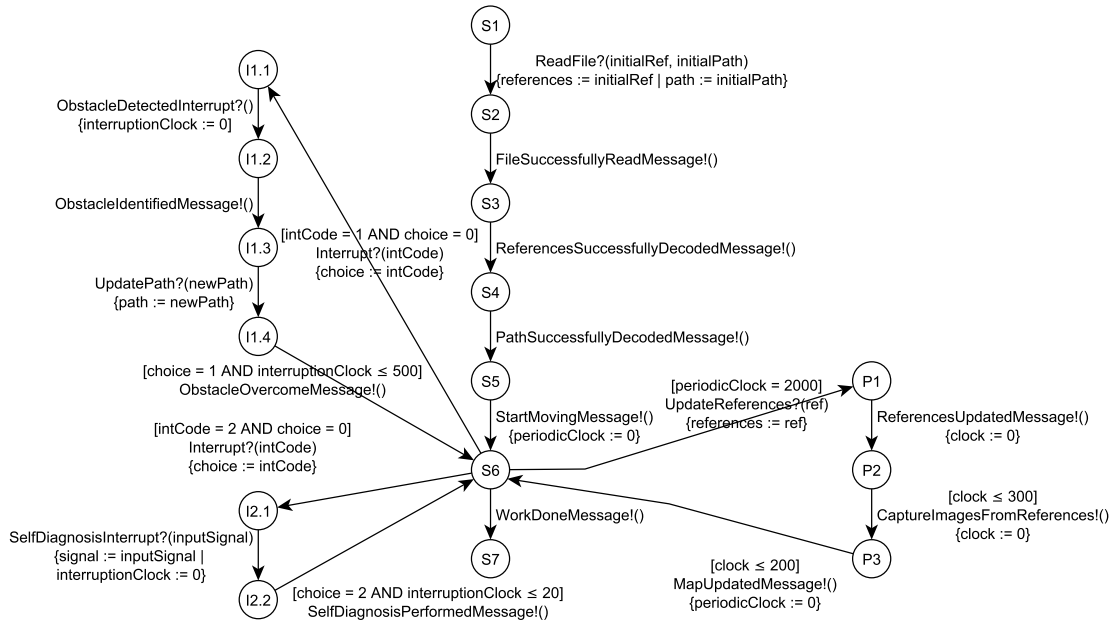 S1
ReadFile?(initialRef, initialPath)
{references := initialRef | path := initialPath}
S2
FileSuccessfullyReadMessage!()
S3
ReferencesSuccessfullyDecodedMessage!()
S4
PathSuccessfullyDecodedMessage!()
S5
StartMovingMessage!()
{periodicClock := 0}
S6
WorkDoneMessage!()
S7
I1.1
ObstacleDetectedInterrupt?()
{interruptionClock := 0]
I1.2
ObstacleIdentifiedMessage!()
I1.3
UpdatePath?(newPath)
{path := newPath}
I1.4
[intCode = 1 AND choice = 0]
Interrupt?(intCode)
{choice := intCode}
[choice = 1 AND interruptionClock ≤ 500]
ObstacleOvercomeMessage!()
[intCode = 2 AND choice = 0]
Interrupt?(intCode)
{choice := intCode}
I2.1
SelfDiagnosisInterrupt?(inputSignal)
{signal := inputSignal |
interruptionClock := 0}
I2.2
[choice = 2 AND interruptionClock ≤ 20]
SelfDiagnosisPerformedMessage!()
[periodicClock = 2000]
UpdateReferences?(ref)
{references := ref}
P1
ReferencesUpdatedMessage!()
{clock := 0}
P2
[clock ≤ 300]
CaptureImagesFromReferences!()
{clock := 0}
P3
[clock ≤ 200]
MapUpdatedMessage!()
{periodicClock := 0}